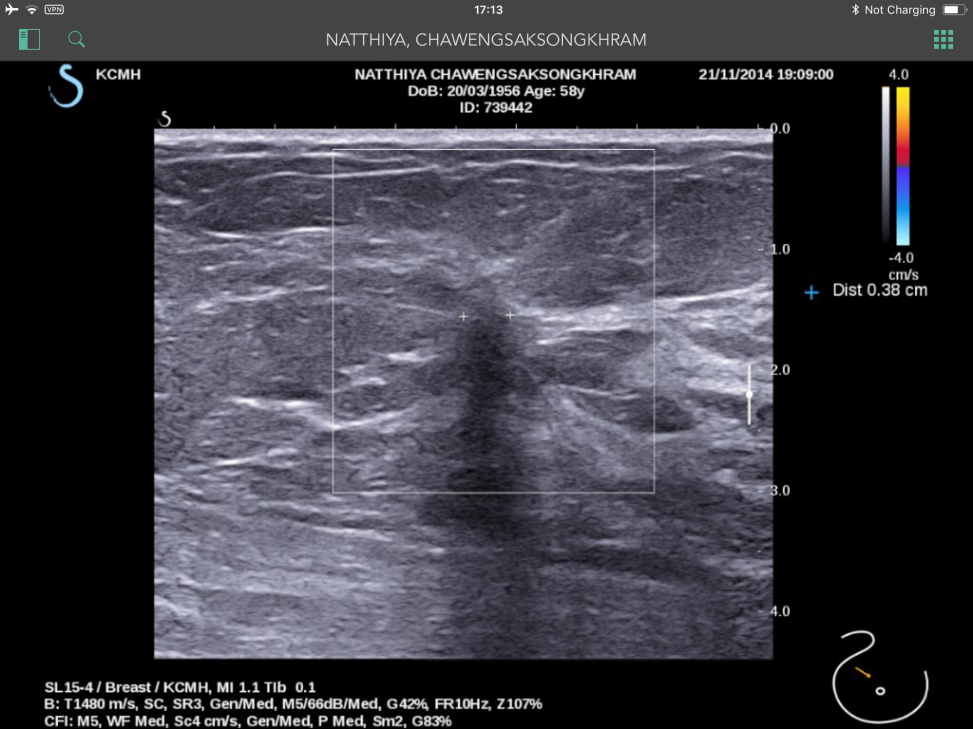 VPN
17:13
Not Charging
NATTHIYA, CHAWENGSAKSONGKHRAM
KCMH
NATTHIYA CHAWENGSAKSONGKHRAM
21/11/2014 19:09:00
DoB: 20/03/1956 Age: 58y
ID: 739442
4.0
-4.0
cm/s
+ Dist 0.38 cm
0.0
1.0
2.0
3.0
4.0
SL15-4 / Breast / KCMH, MI 1.1 TIb 0.1
B: T1480 m/s, SC, SR3, Gen/Med, M5/66dB/Med, G42%, FR10Hz, Z107%
CFI: M5, WF Med, Sc4 cm/s, Gen/Med, P Med, Sm2, G83%